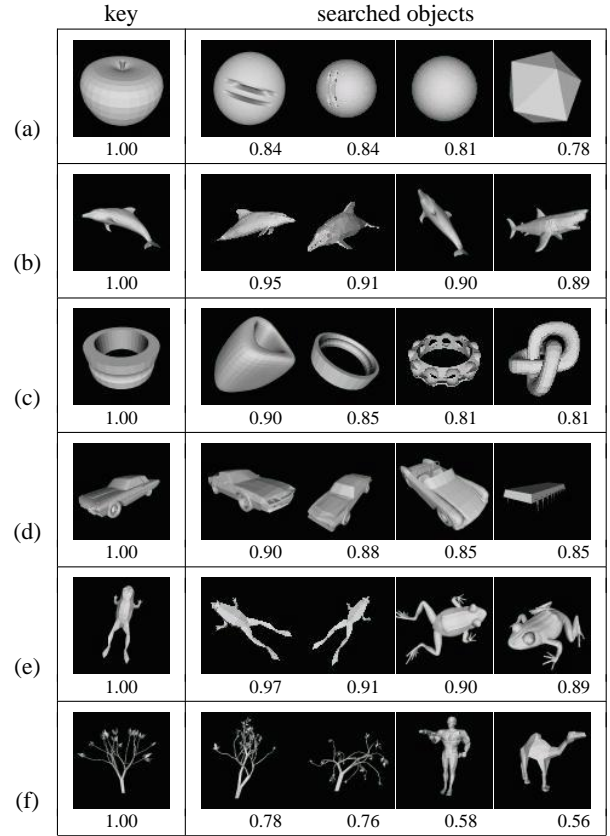 key searched objects
(a)
1.00 0.84 0.84 0.81 0.78
(b)
1.00 0.95 0.91 0.90 0.89
(c)
1.00 0.90 0.85 0.81 0.81
(d)
1.00 0.90 0.88 0.85 0.85
(e)
1.00 0.97 0.91 0.90 0.89
(f)
1.00 0.78 0.76 0.58 0.56